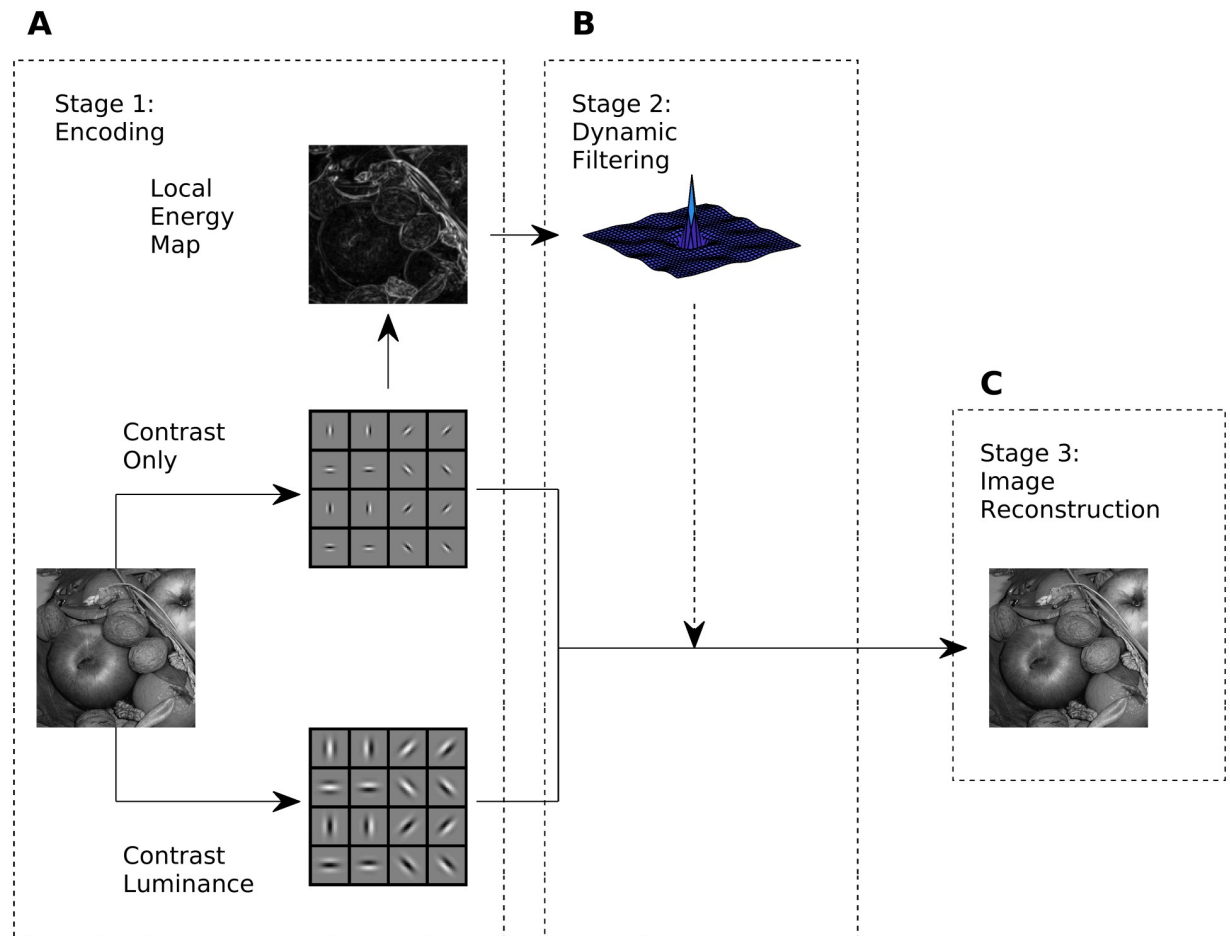 A
Stage 1:
Encoding
Local
Energy
Map
Contrast
Only
Contrast
Luminance
B
Stage 2:
Dynamic
Filtering
C
Stage 3:
Image
Reconstruction